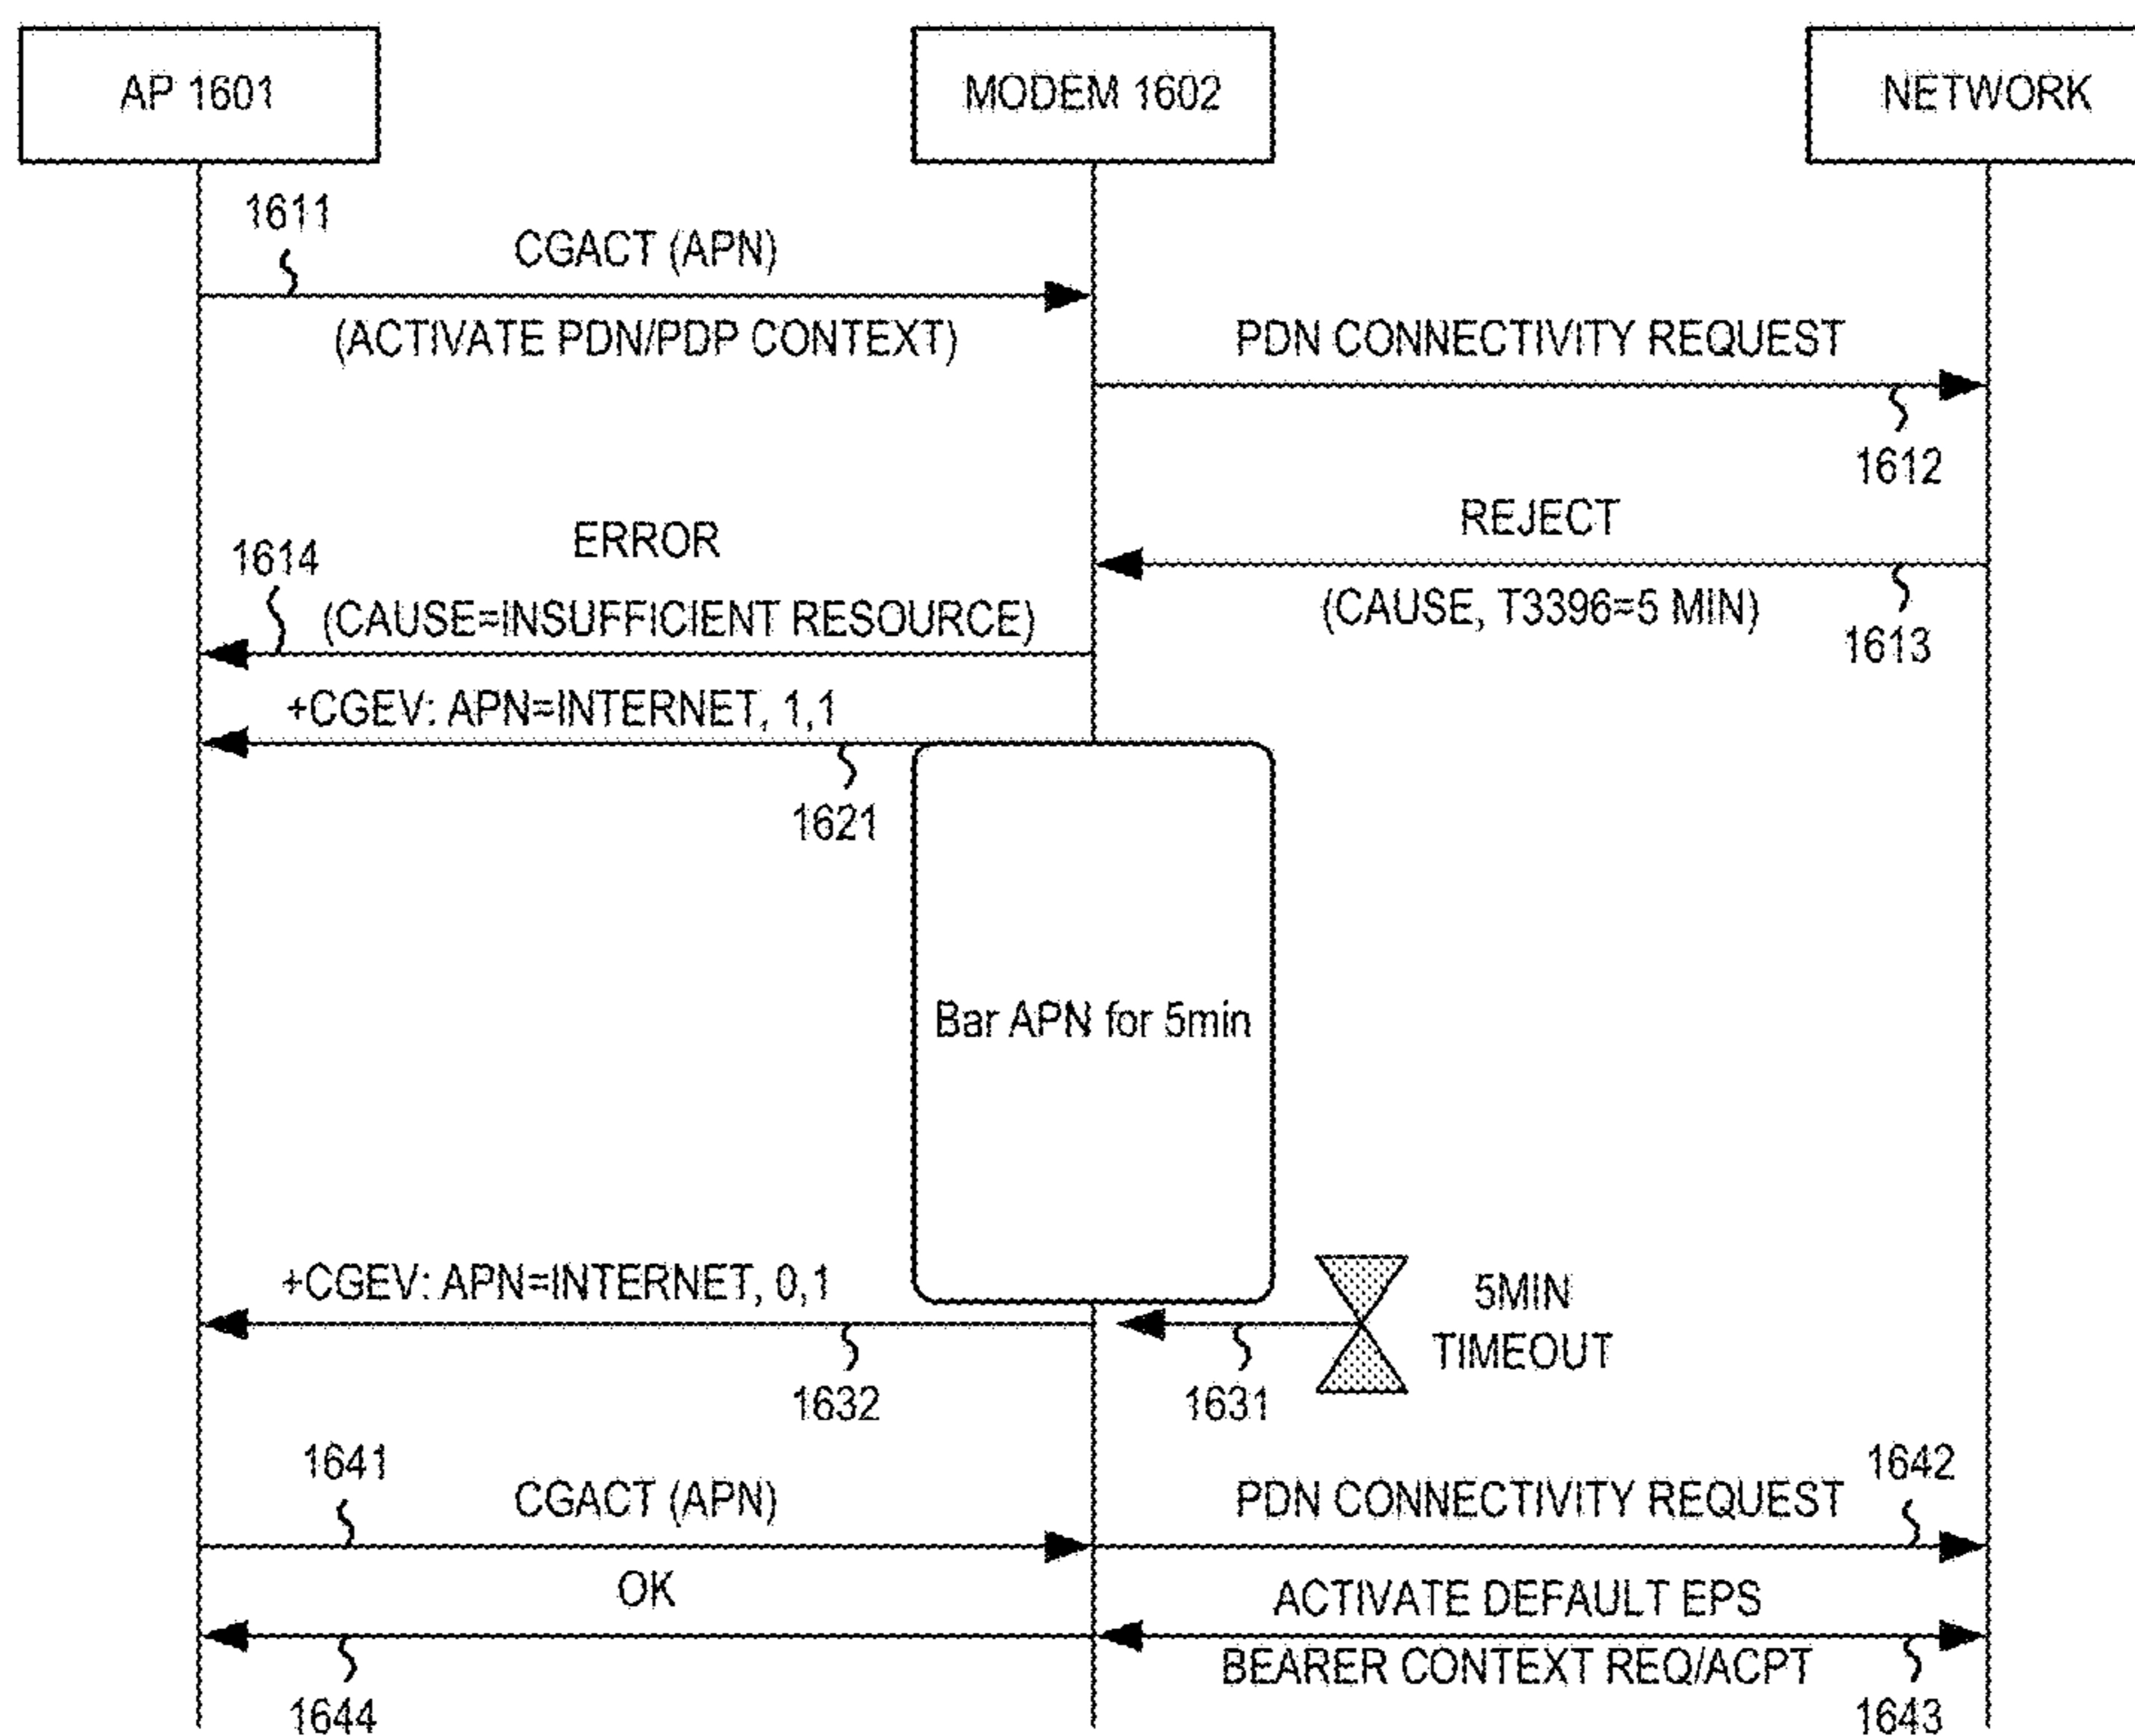 AP 1601
MODEM 1602
NETWORK
1611
CGACT (APN)
(ACTIVATE PDN/PDP CONTEXT)
PDN CONNECTIVITY REQUEST
1612
REJECT
(CAUSE, T3396=5 MIN)
1613
ERROR
1614
(CAUSE=INSUFFICIENT RESOURCE)
+CGEV: APN=INTERNET, 1,1
1621
Bar APN for 5min
+CGEV: APN=INTERNET, 0,1
1632
5MIN
TIMEOUT
1631
1641
CGACT (APN)
PDN CONNECTIVITY REQUEST
1642
OK
1644
ACTIVATE DEFAULT EPS
BEARER CONTEXT REQ/ACPT
1643